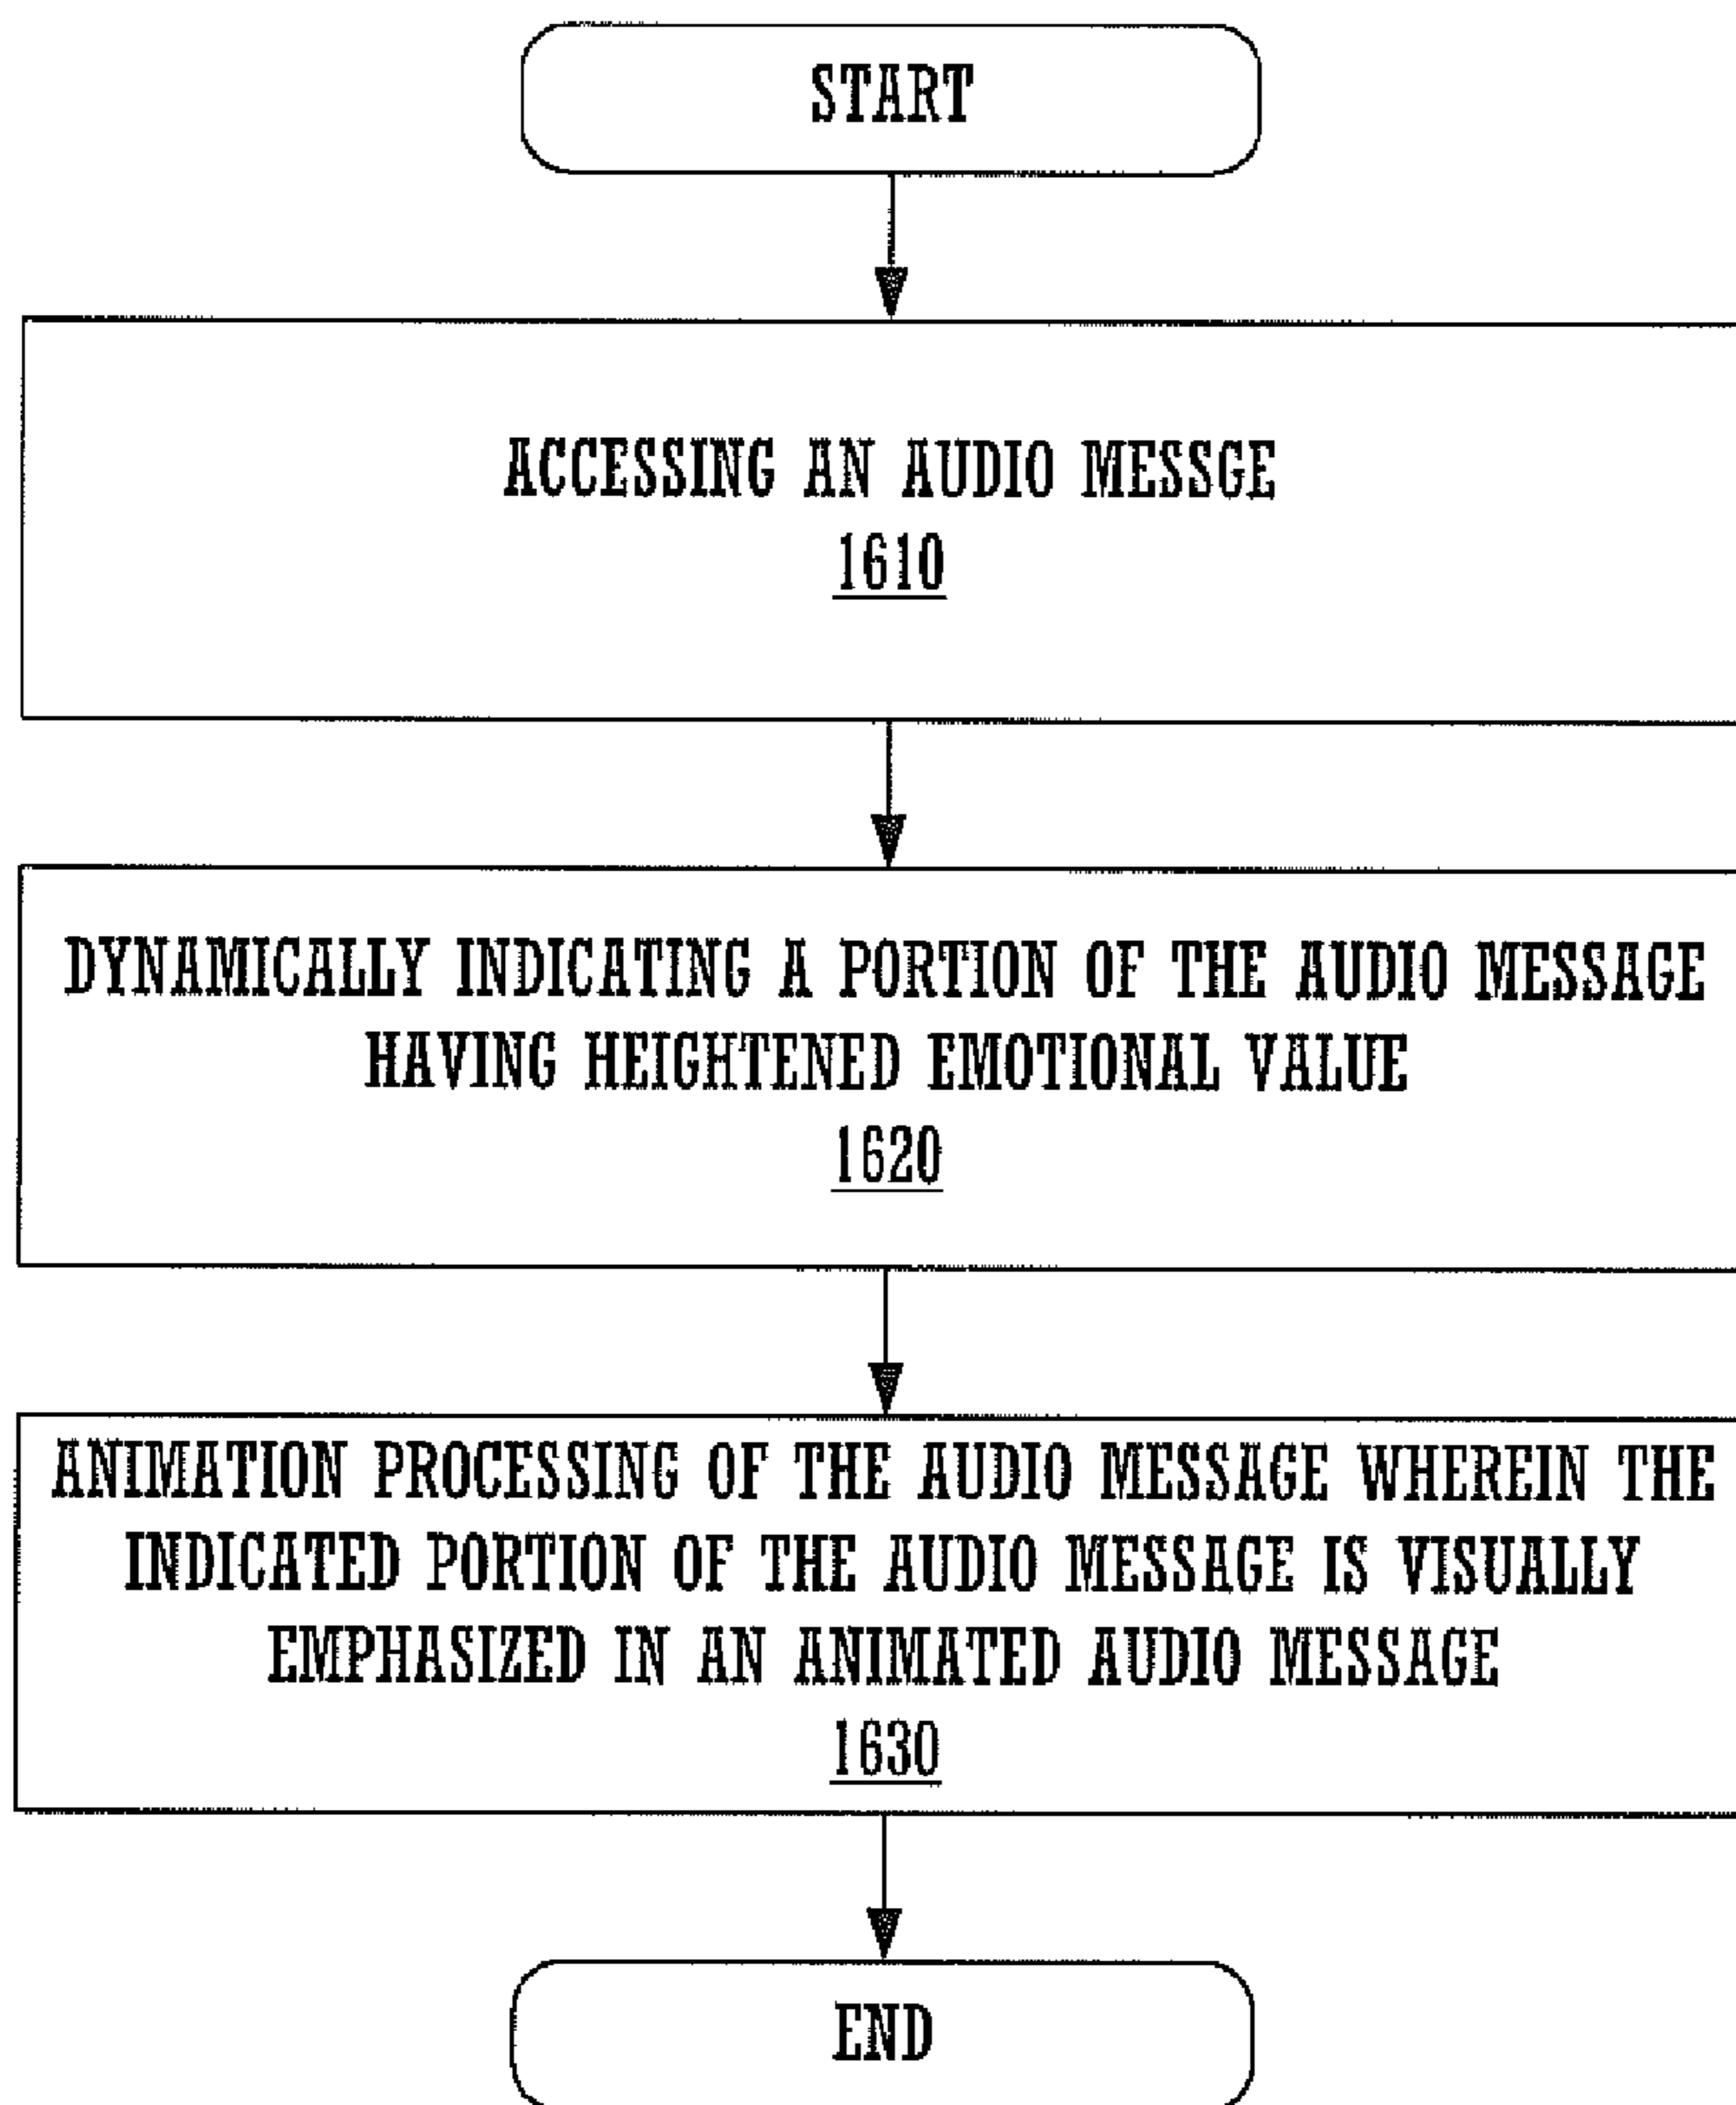 START
ACCESSING AN AUDIO MESSGE
1610
DYNAMICALLY INDICATING A PORTION OF THE AUDIO MESSAGE
HAVING HEIGHTENED EMOTIONAL VALUE
1620
ANIMATION PROCESSING OF THE AUDIO MESSAGE WHEREIN THE
INDICATED PORTION OF THE AUDIO MESSAGE IS VISUALLY
EMPHASIZED IN AN ANIMATED AUDIO MESSAGE
1630
END